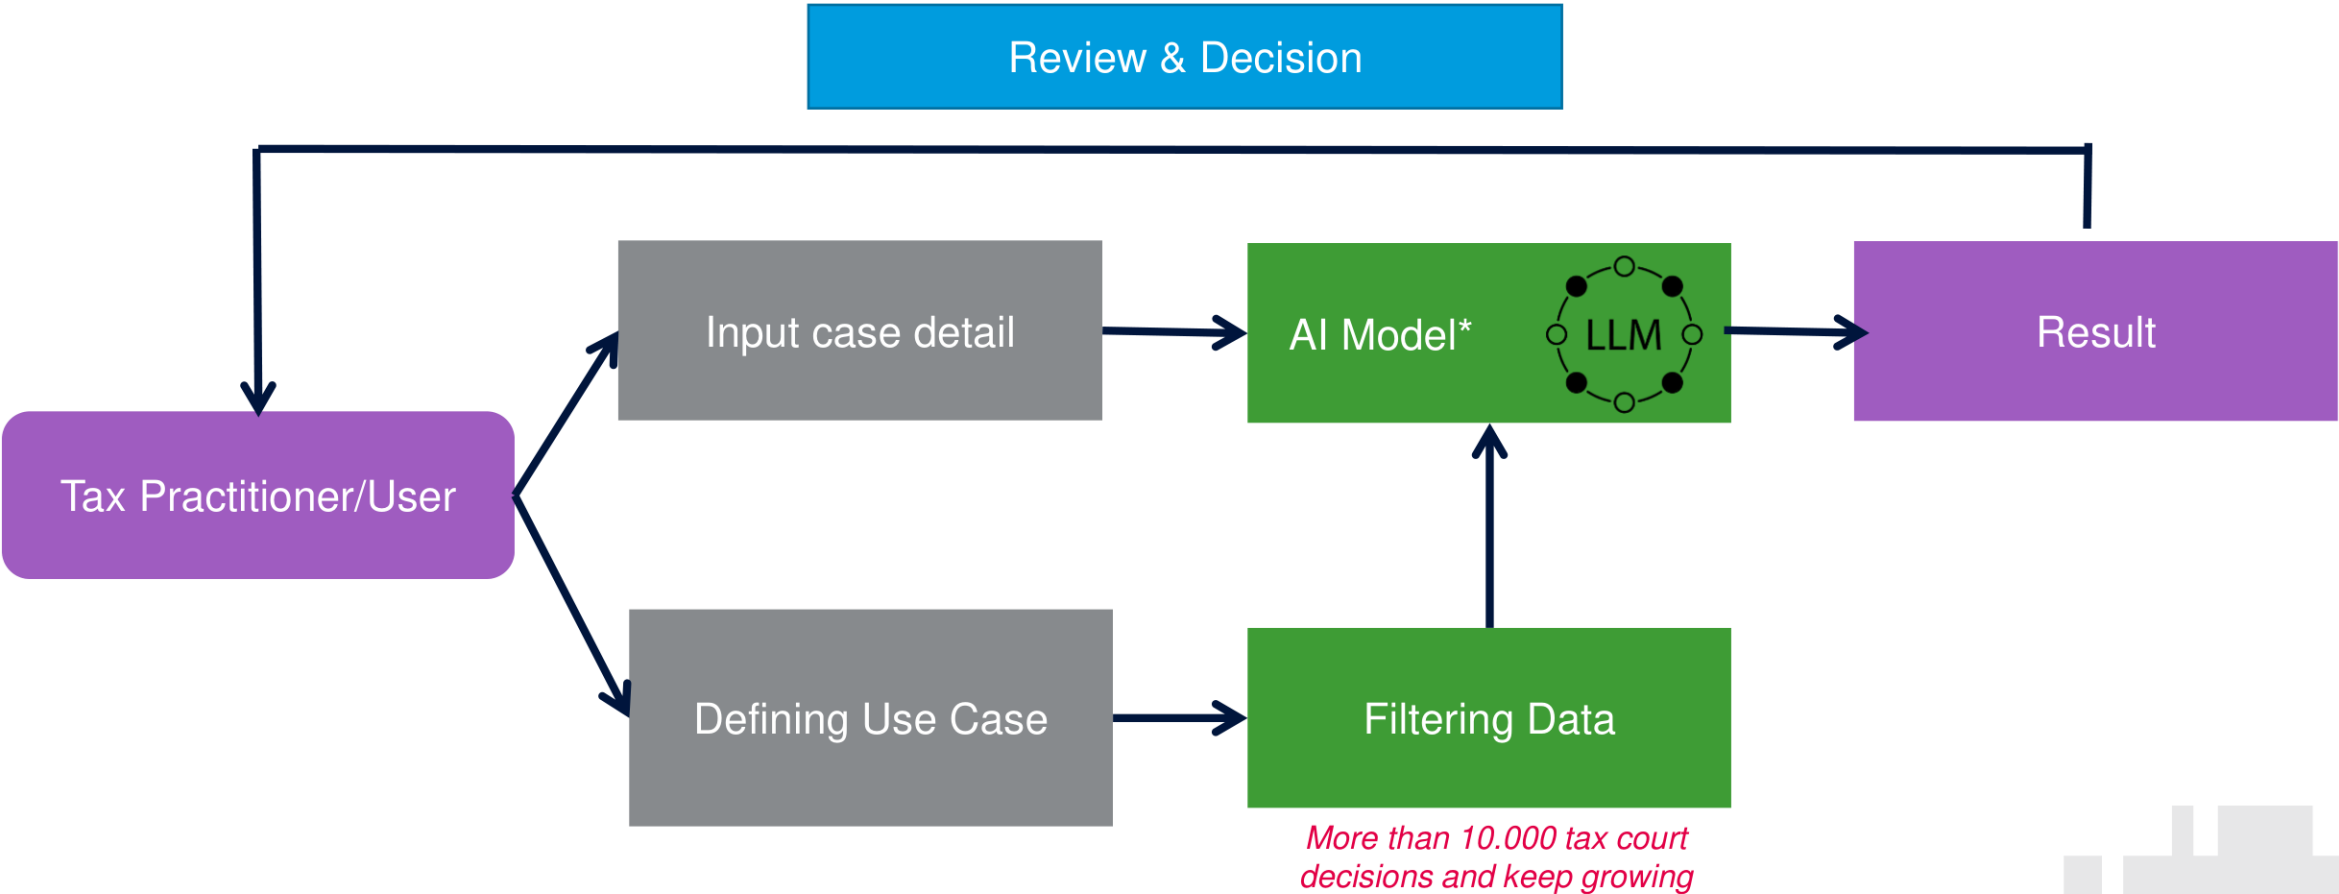 Review & Decision
Input case detail
AI Model*
LLM
Result
Tax Practitioner/User
Defining Use Case
Filtering Data
More than 10.000 tax court
decisions and keep growing